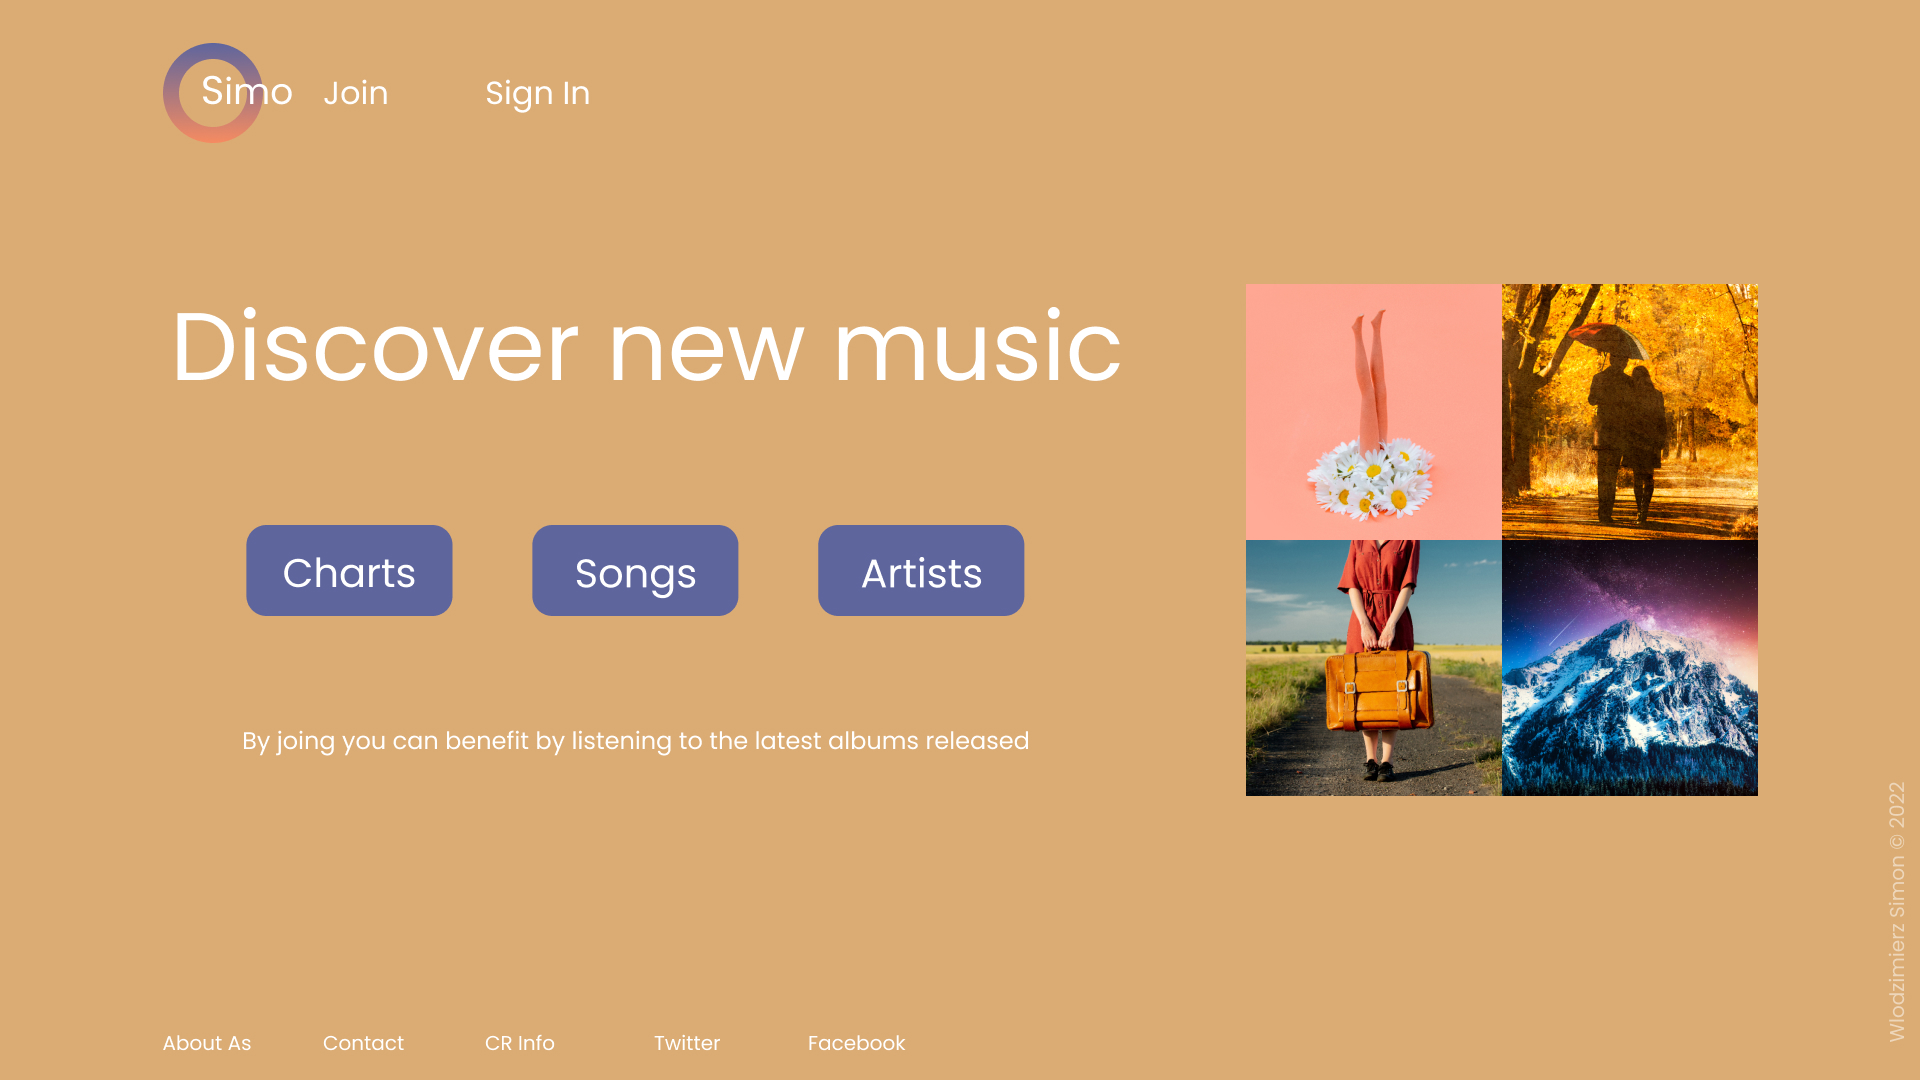 Simo
Join
Sign In
Discover new music
Charts
Songs
Artists
By joing you can benefit by listening to the latest albums released
Wlodzimierz Simon © 2022
About As
Contact
CR Info
Twitter
Facebook